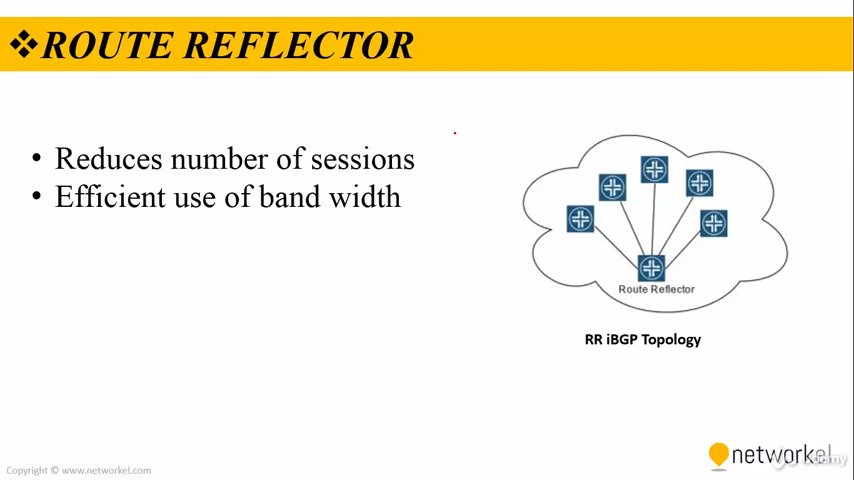 ❖ROUTE REFLECTOR
• Reduces number of sessions
• Efficient use of band width
Route Reflector
RR iBGP Topology
Copyright © www.networkel.com
networkel